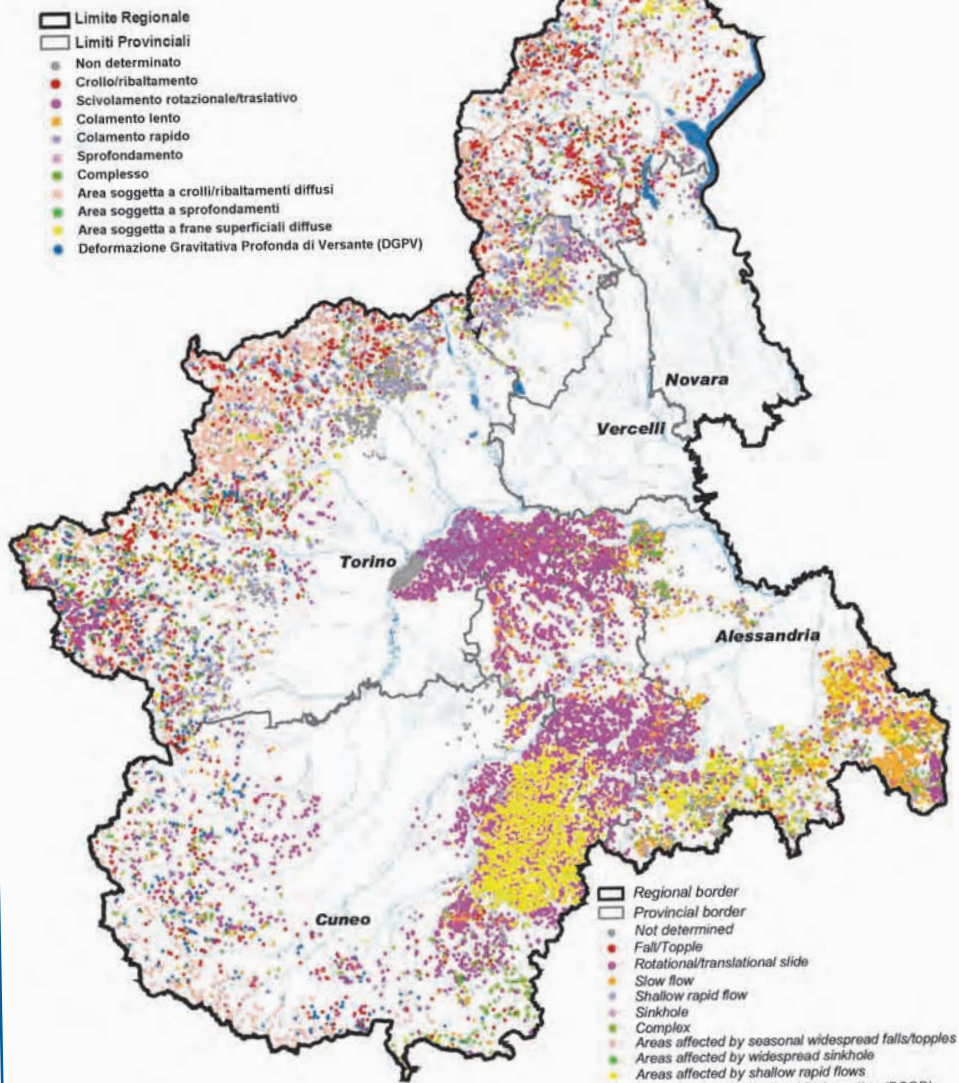 Limite Regionale
Limiti Provinciali
Non determinato
Crollo/ribaltamento
Scivolamento rotazionale/traslativo
Colamento lento
Colamento rapido
Sprofondamento
Complesso
Area soggetta a crolli/ribaltamenti diffusi
Area soggetta a sprofondamenti
Area soggetta a frane superficiali diffuse
Deformazione Gravitativa Profonda di Versante (DGPV)
Novara
Vercelli
Torino
Alessandria
Cuneo
Regional border
Provincial border
Not determined
Fall/Topple
Rotational/translational slide
Slow flow
Shallow rapid flow
Sinkhole
Complex
Areas affected by seasonal widespread falls/topples
Areas affected by widespread sinkhole
Areas affected by shallow rapid flows